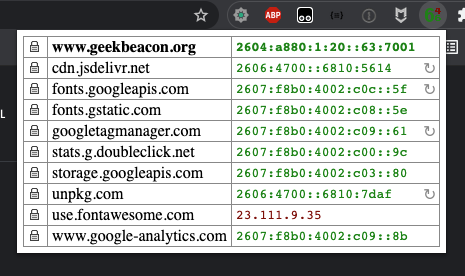 ABP
www.geekbeacon.org 2604:a880:1:20::63:7001
cdn.jsdelivr.net 2606:4700::6810:5614
fonts.googleapis.com 2607:f8b0:4002:c0c::5f
fonts.gstatic.com 2607:f8b0:4002:c08::5e
googletagmanager.com 2607:f8b0:4002:c09::61
stats.g.doubleclick.net 2607:f8b0:4002:c00::9c
storage.googleapis.com 2607:f8b0:4002:c03::80
unpkg.com 2606:4700::6810:7daf
use.fontawesome.com 23.111.9.35
www.google-analytics.com 2607:f8b0:4002:c09::8b